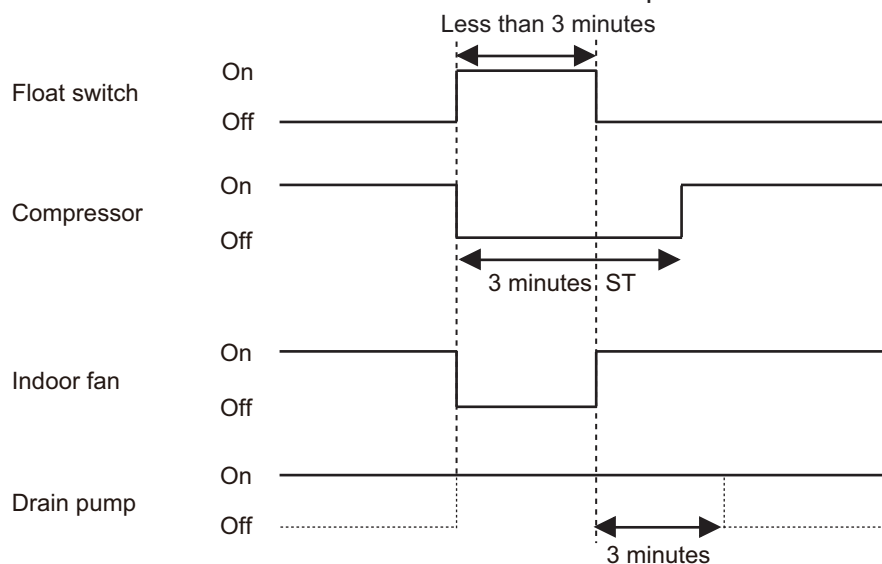 Less than 3 minutes
Float switch
On
Off
Compressor
On
Off
3 minutes ST
Indoor fan
On
Off
Drain pump
On
Off
3 minutes